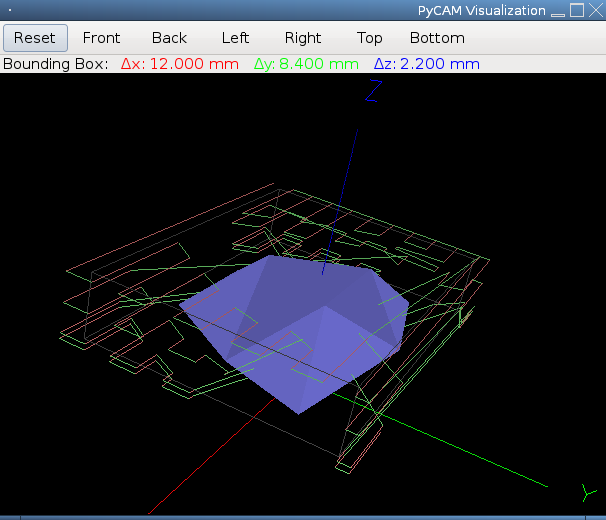 PyCAM Visualization
Reset Front Back Left Right Top Bottom
Bounding Box: Δx: 12.000 mm Δy: 8.400 mm Δz: 2.200 mm
Z
Y